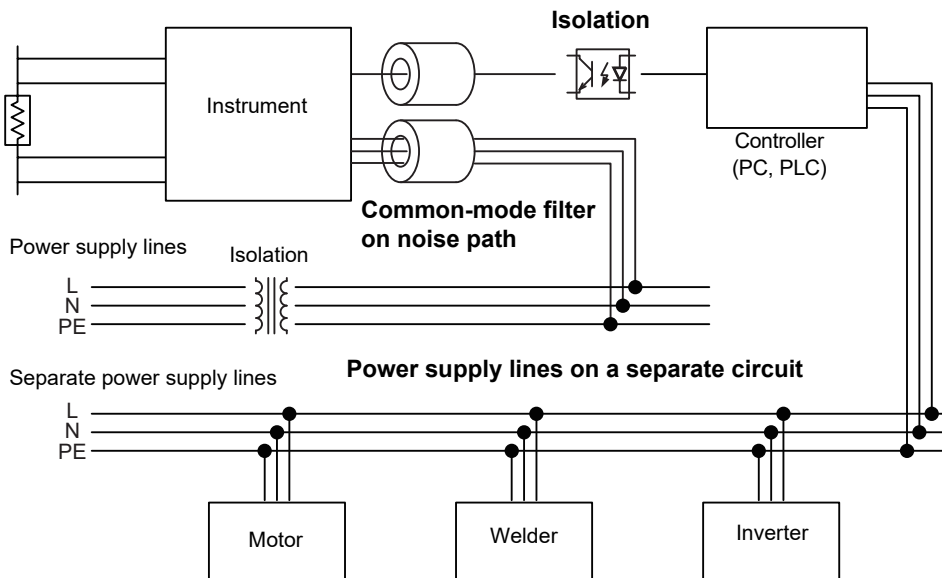 Isolation
Instrument
Controller
(PC, PLC)
Common-mode filter
on noise path
Power supply lines
Isolation
L
N
PE
Power supply lines on a separate circuit
Separate power supply lines
L
N
PE
Motor
Welder
Inverter